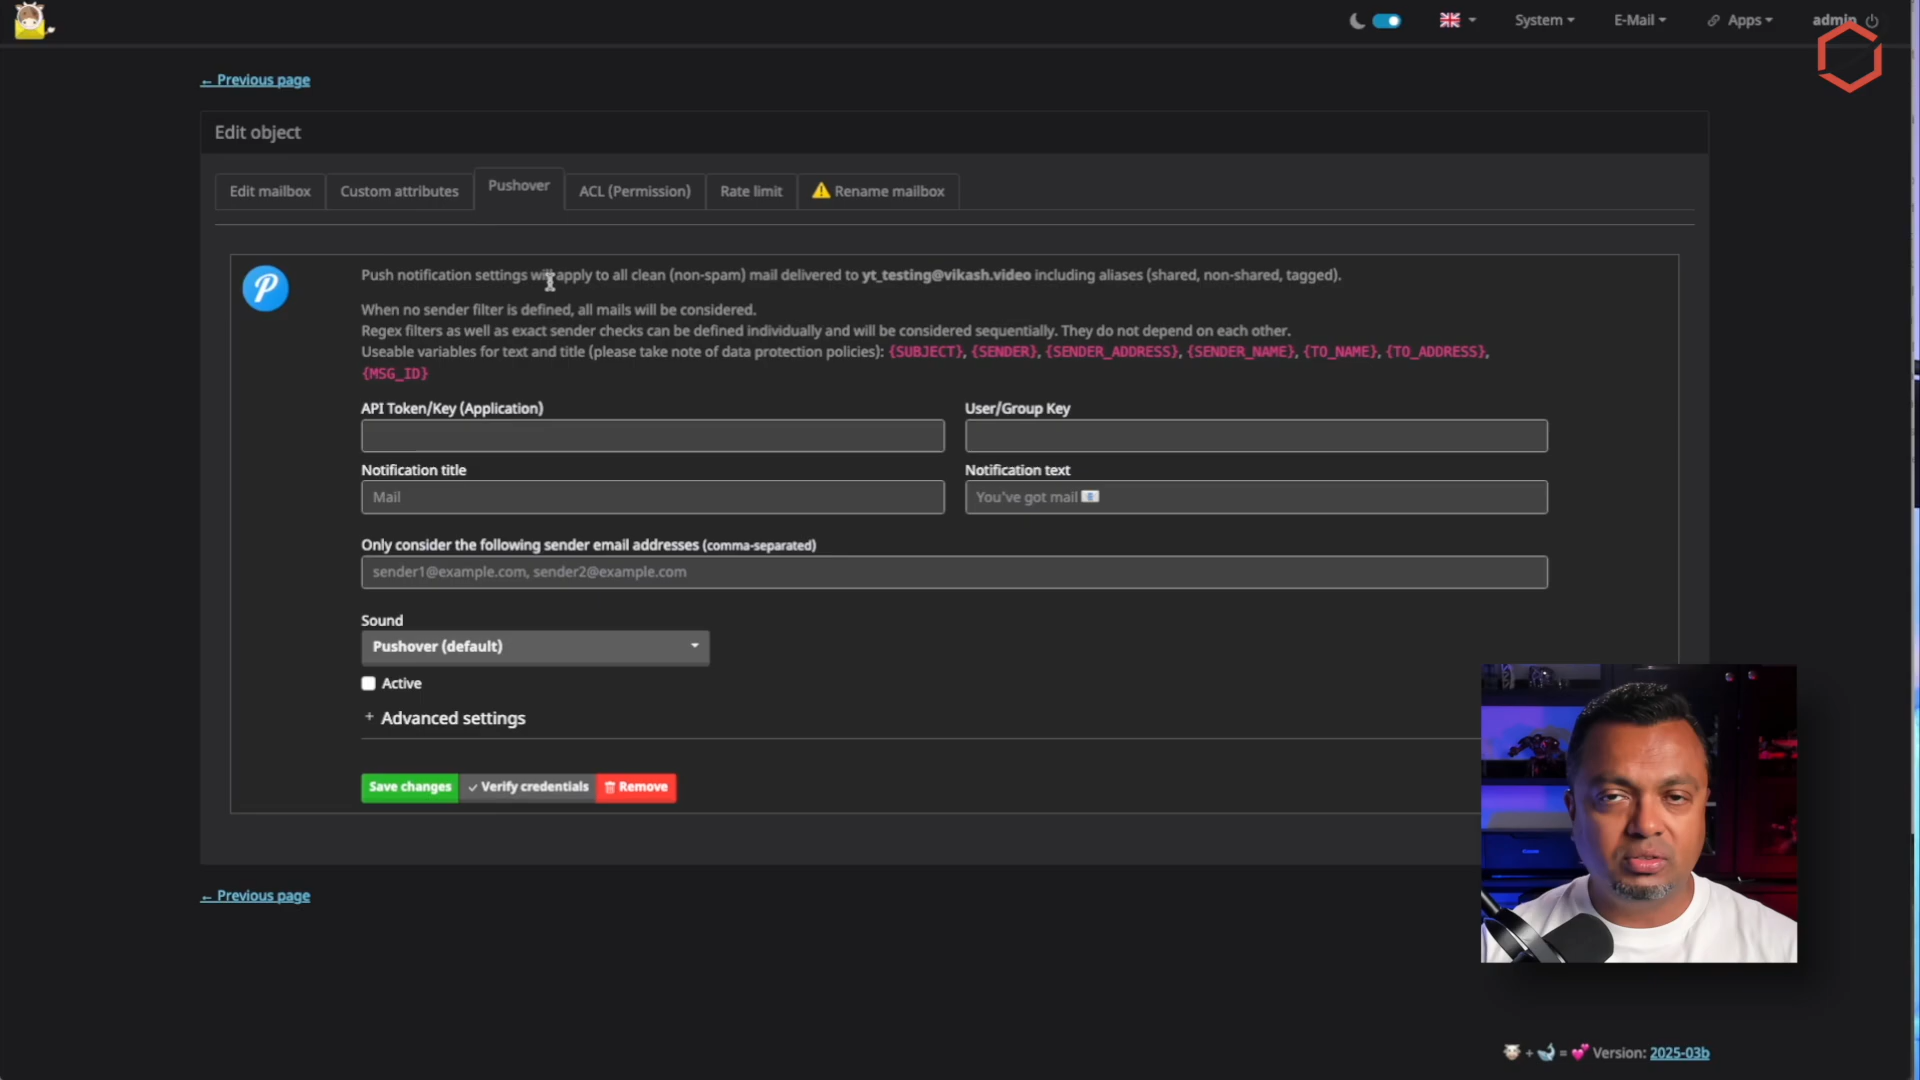 System
E-Mail
Apps
admin
← Previous page
Edit object
Edit mailbox
Custom attributes
Pushover
ACL (Permission)
Rate limit
Rename mailbox
Push notification settings will apply to all clean (non-spam) mail delivered to yt_testing@vikash.video including aliases (shared, non-shared, tagged).
When no sender filter is defined, all mails will be considered.
Regex filters as well as exact sender checks can be defined individually and will be considered sequentially. They do not depend on each other.
Useable variables for text and title (please take note of data protection policies): {SUBJECT}, {SENDER}, {SENDER_ADDRESS}, {SENDER_NAME}, {TO_NAME}, {TO_ADDRESS},
{MSG_ID}
API Token/Key (Application)
User/Group Key
Notification title
Notification text
Mail
You've got mail 📧
Only consider the following sender email addresses (comma-separated)
sender1@example.com, sender2@example.com
Sound
Pushover (default)
Active
+ Advanced settings
Save changes
✓ Verify credentials
Remove
← Previous page
🐮 + 🐋 = 💕 Version: 2025-03b